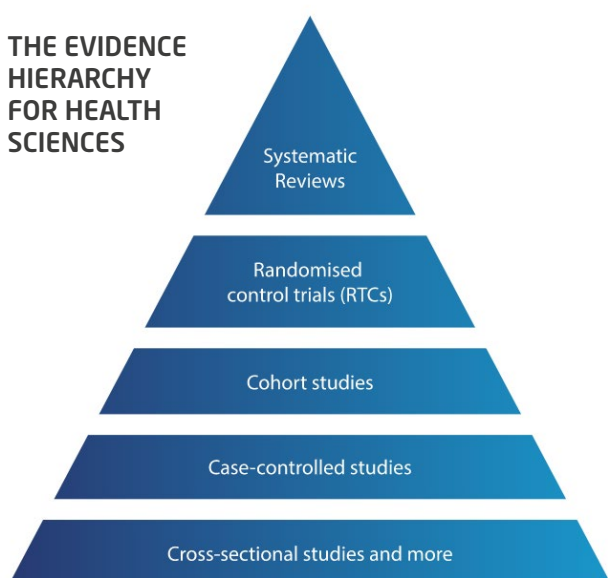 THE EVIDENCE
HIERARCHY
FOR HEALTH
SCIENCES
Systematic
Reviews
Randomised
control trials (RTCs)
Cohort studies
Case-controlled studies
Cross-sectional studies and more